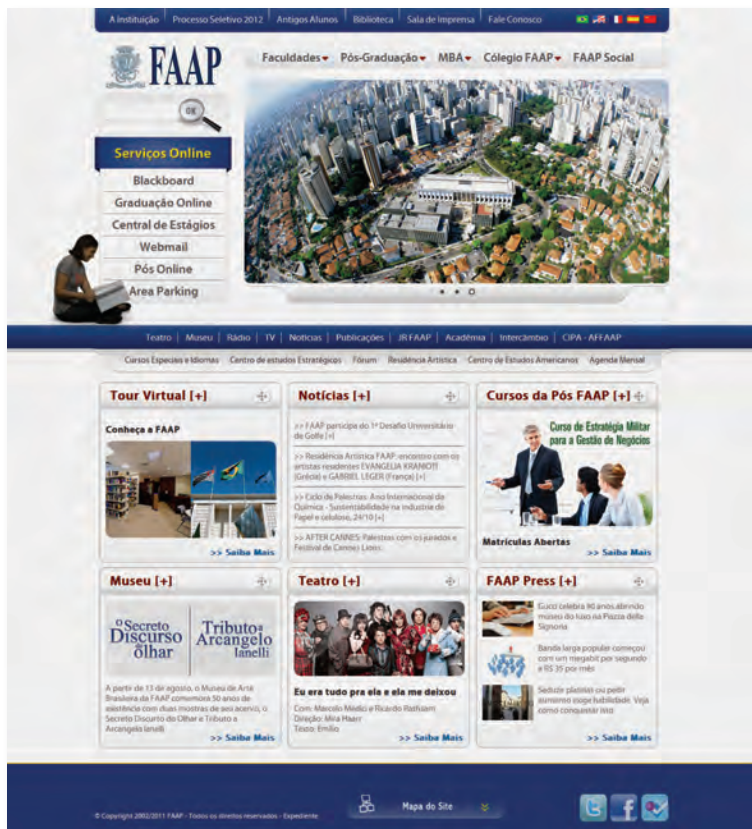 A instituição | Processo Seletivo 2012 | Antigos Alunos | Biblioteca | Sala de Imprensa | Fale Conosco
FAAP
Faculdades Pós-Graduação MBA Cólegio FAAP FAAP Social
OK
Serviços Online
Blackboard
Graduação Online
Central de Estágios
Webmail
Pós Online
Area Parking
Teatro | Museu | Rádio | TV | Notícias | Publicações | JR FAAP | Acadêmia | Intercâmbio | CIPA - AFFAAP
Cursos Especiais e Idiomas Centro de estudos Estratégicos Fórum Residência Artística Centro de Estudos Americanos Agenda Mensal
Tour Virtual [+]
Conheça a FAAP
>> Saiba Mais
Notícias [+]
>> FAAP participa do 1º Desafio Universitário
de Golfe [+]
>> Residência Artística FAAP: encontro com os
artistas residentes EVANGELIA KRANIOTI
(Grécia) e GABRIEL LEGER (França) [+]
>> Ciclo de Palestras: Ano Internacional da
Química - Sustentabilidade na industria de
Papel e celulose, 24/10 [+]
>> AFTER CANNES: Palestras com os jurados e
Festival de Cannes Lions.
Cursos da Pós FAAP [+]
Curso de Estratégia Militar
para a Gestão de Negócios
Matrículas Abertas
>> Saiba Mais
Museu [+]
O Secreto
Discurso
do
olhar
Tributo a
Arcangelo
Ianelli
A partir de 13 de agosto, o Museu de Arte
Brasileira da FAAP comemora 50 anos de
existência com duas mostras de seu acervo, o
Secreto Discurso do Olhar e Tributo a
Arcangelo Ianelli
>> Saiba Mais
Teatro [+]
Eu era tudo pra ela e ela me deixou
Com: Marcelo Médici e Ricardo Rathsam
Direção: Mira Haarr
Texto: Emílio
>> Saiba Mais
FAAP Press [+]
Gucci celebra 90 anos abrindo
museu do luxo na Piazza delle
Signoria
Banda larga popular começou
com um megabit por segundo
e R$ 35 por mês
Seduzir platéias ou pedir
aumento exige habilidade. Veja
como conquistar isto
>> Saiba Mais
© Copyright 2002/2011 FAAP - Todos os direitos reservados - Expediente
Mapa do Site